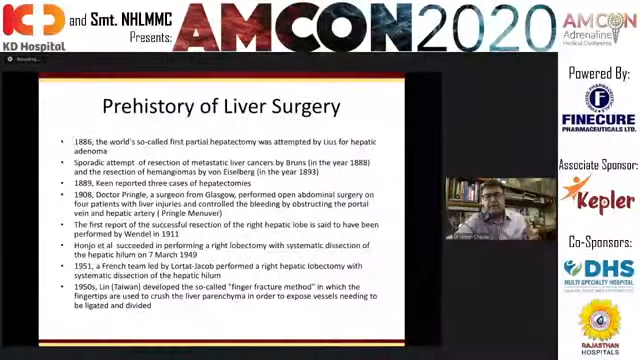 KD
KD Hospital
and Smt. NHLMMC
Presents:
AMCON2020
AMCON
Adrenaline
Medical Conference
Prehistory of Liver Surgery
• 1886, the world's so-called first partial hepatectomy was attempted by Lius for hepatic
adenoma
• Sporadic attempt of resection of metastatic liver cancers by Bruns (in the year 1888)
and the resection of hemangiomas by von Eiselberg (in year 1893)
• 1889, Keen reported three cases of hepatectomies
• 1908, Doctor Pringle, a surgeon from Glasgow, performed open abdominal surgery on
four patients with liver injuries and controlled the bleeding by obstructing the portal
vein and hepatic artery ( Pringle Menuver)
• The first report of the successful resection of the right hepatic lobe is said to have been
performed by Wendel in 1911
• Honjo et al succeeded in performing a right lobectomy with systematic dissection of
the hepatic hilum on 7 March 1949
• 1951, a French team led by Lortat-Jacob performed a right hepatic lobectomy with
systematic dissection of the hepatic hilum
• 1950s, Lin (Taiwan) developed the so-called "finger fracture method" in which the
fingertips are used to crush the liver parenchyma in order to expose vessels needing to
be ligated and divided
Powered By:
FINECURE
PHARMACEUTICALS LTD.
Associate Sponsor:
Kepler
Co-Sponsors:
DHS
MULTI SPECIALITY HOSPITAL
RAJASTHAN
HOSPITALS